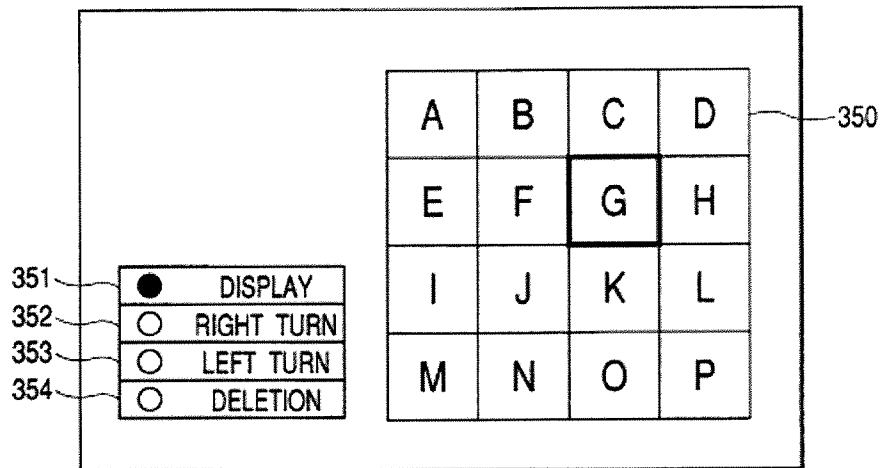 A B C D 350
E F G H
I J K L
M N O P
351 DISPLAY
352 RIGHT TURN
353 LEFT TURN
354 DELETION